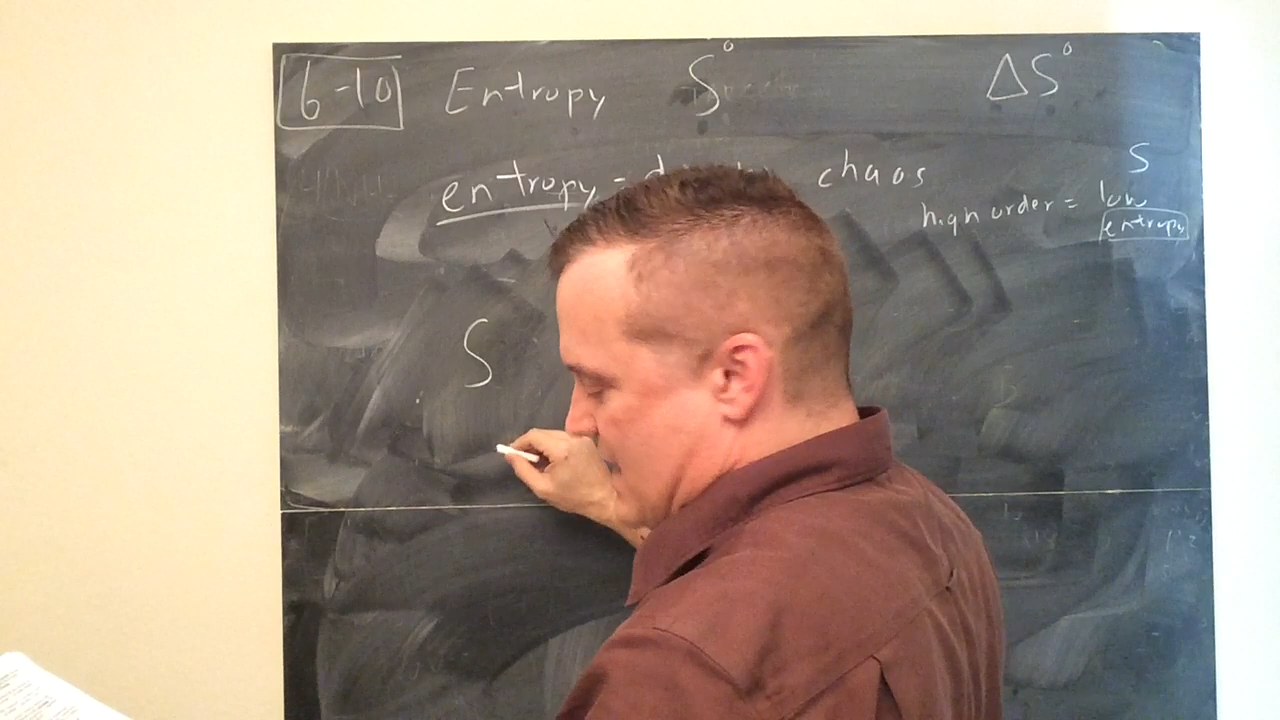 6-10 Entropy S° ΔS°
entropy = chaos
S
high order = low
entropy
S